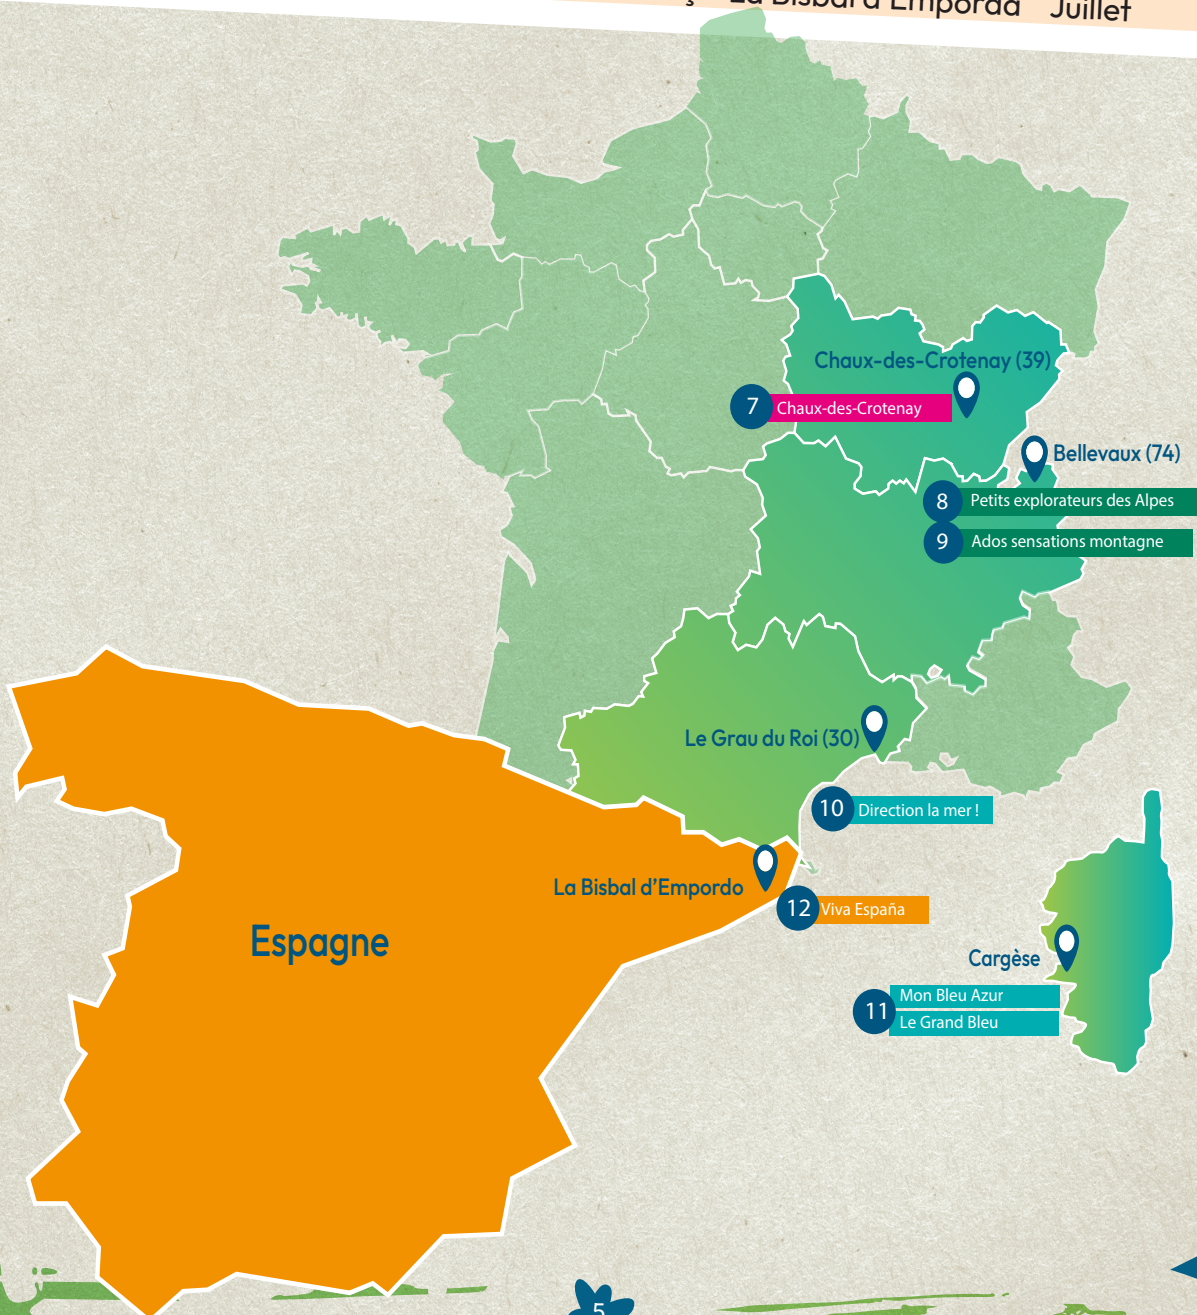 La Bisbal d'Empordà Juillet
Chaux-des-Crotenay (39)
7 Chaux-des-Crotenay
Bellevaux (74)
8 Petits explorateurs des Alpes
9 Ados sensations montagne
Le Grau du Roi (30)
10 Direction la mer !
La Bisbal d'Empordo
12 Viva España
Espagne
Cargèse
11 Mon Bleu Azur
Le Grand Bleu
5